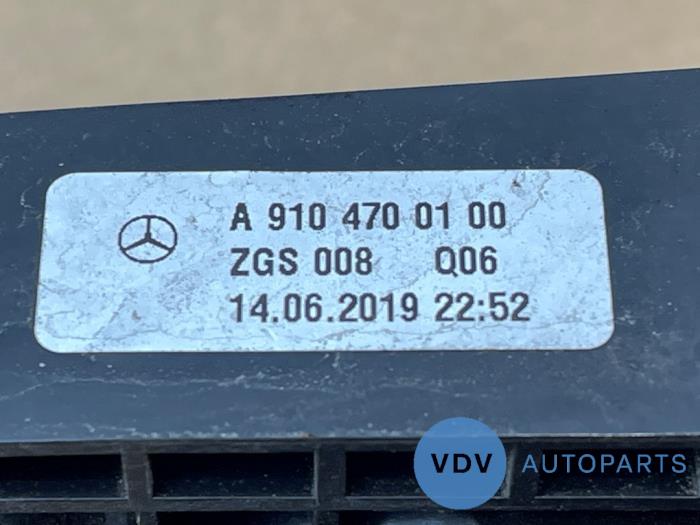 A 910 470 01 00
ZGS 008 Q06
14.06.2019 22:52
VDV AUTOPARTS